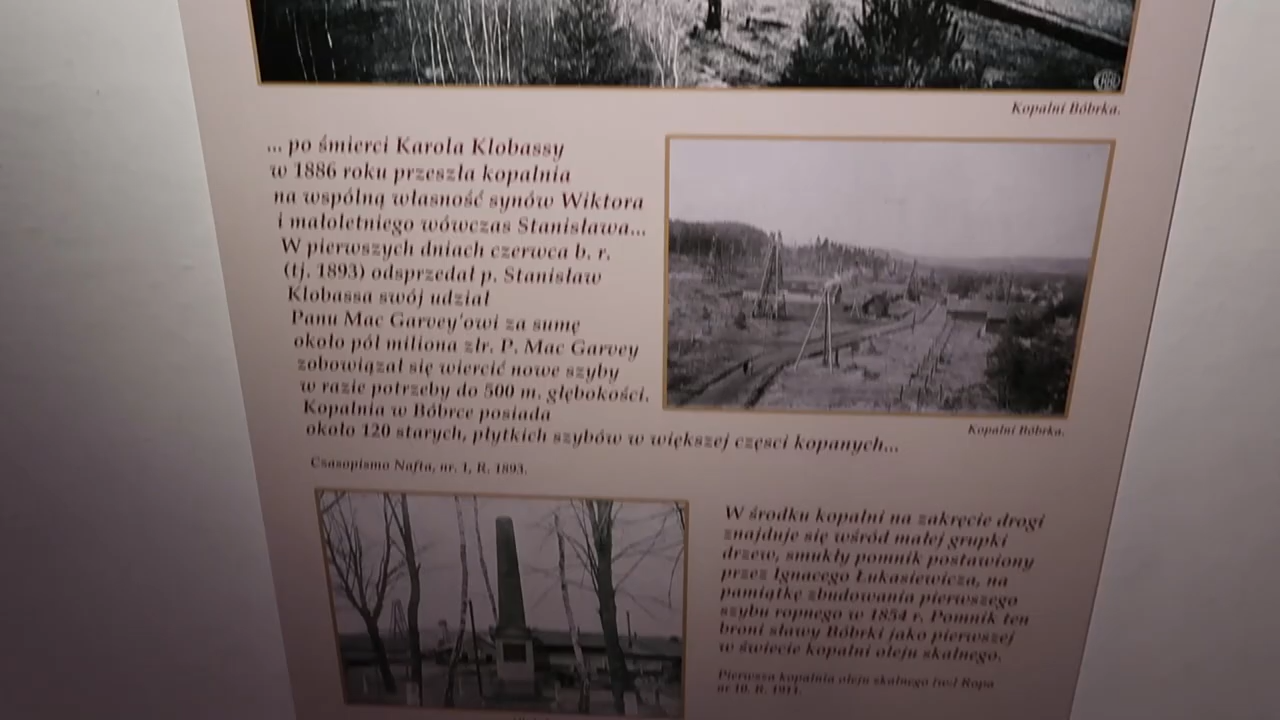 Kopalni Bóbrka.
... po śmierci Karola Klobassy
w 1886 roku przeszła kopalnia
na wspólną własność synów Wiktora
i małoletniego wówczas Stanisława...
W pierwszych dniach czerwca b. r.
(tj. 1893) odsprzedał p. Stanisław
Klobassa swój udział
Panu Mac Garvey'owi za sumę
około pół miliona złr. P. Mac Garvey
zobowiązał się wiercić nowe szyby
w razie potrzeby do 500 m. głębokości.
Kopalnia w Bóbrce posiada
około 120 starych, płytkich szybów w większej częsci kopanych...
Czasopismo Nafta, nr. 1, R. 1893.
Kopalni Bóbrka.
W środku kopalni na zakręcie drogi
znajduje się wśród małej grupki
drzew, smukły pomnik postawiony
przez Ignacego Łukasiewicza, na
pamiątkę zbudowania pierwszego
szybu ropnego w 1854 r. Pomnik ten
broni sławy Bóbrki jako pierwszej
w świecie kopalni oleju skalnego.
Pierwsza kopalnia oleju skalnego [w:] Ropa
nr 10. R. 1911.